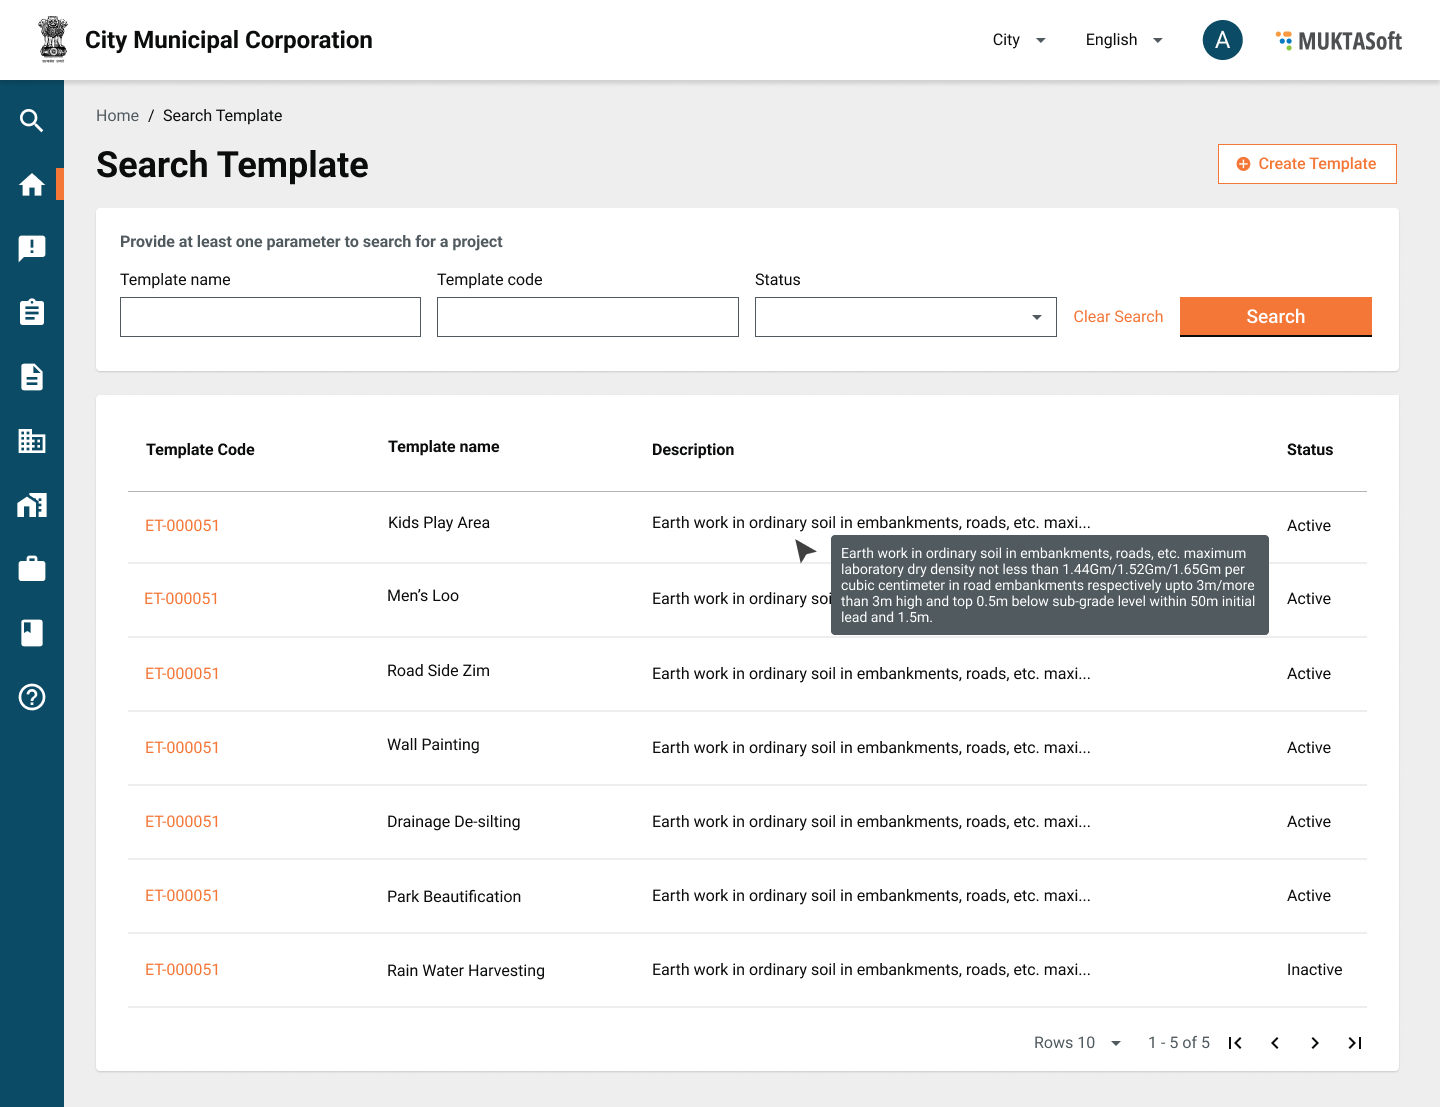 City Municipal Corporation
City
English
A
MUKTASoft
Home / Search Template
Search Template
Create Template
Provide at least one parameter to search for a project
Template name
Template code
Status
Clear Search
Search
Template Code
Template name
Description
Status
ET-000051
Kids Play Area
Earth work in ordinary soil in embankments, roads, etc. maxi...
Active
Earth work in ordinary soil in embankments, roads, etc. maximum
laboratory dry density not less than 1.44Gm/1.52Gm/1.65Gm per
cubic centimeter in road embankments respectively upto 3m/more
than 3m high and top 0.5m below sub-grade level within 50m initial
lead and 1.5m.
ET-000051
Men’s Loo
Earth work in ordinary soi
Active
ET-000051
Road Side Zim
Earth work in ordinary soil in embankments, roads, etc. maxi...
Active
ET-000051
Wall Painting
Earth work in ordinary soil in embankments, roads, etc. maxi...
Active
ET-000051
Drainage De-silting
Earth work in ordinary soil in embankments, roads, etc. maxi...
Active
ET-000051
Park Beautification
Earth work in ordinary soil in embankments, roads, etc. maxi...
Active
ET-000051
Rain Water Harvesting
Earth work in ordinary soil in embankments, roads, etc. maxi...
Inactive
Rows 10
1 - 5 of 5